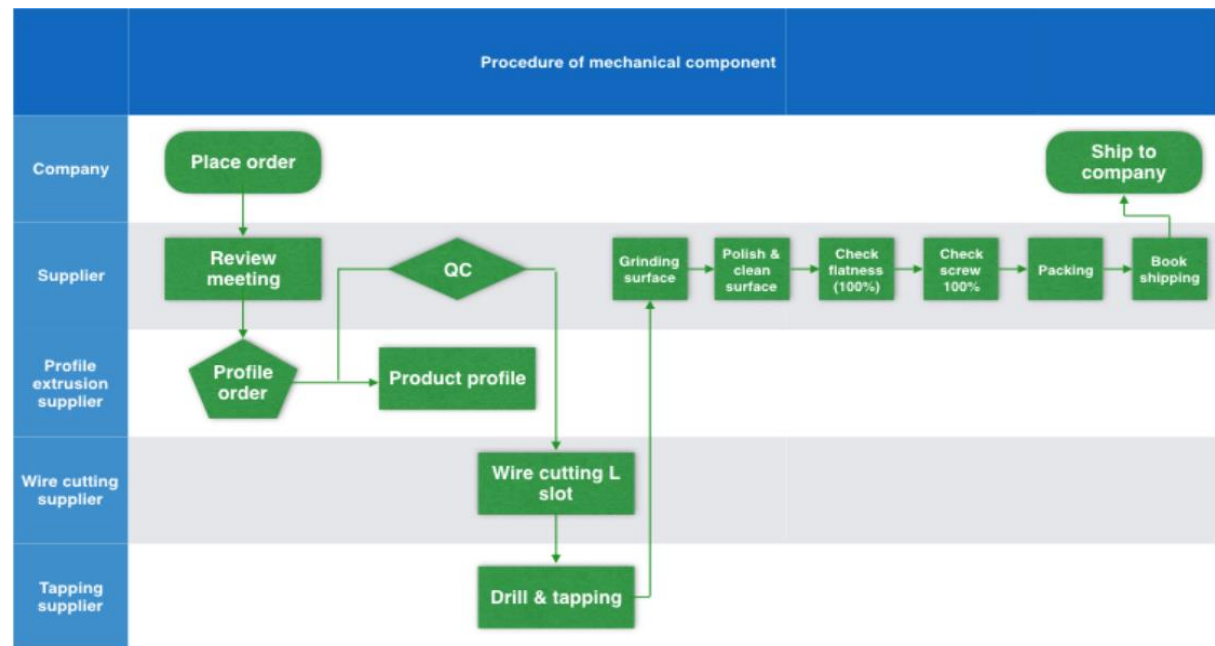 Procedure of mechanical component
Company
Place order
Ship to
company
Supplier
Review
meeting
QC
Grinding
surface
Polish &
clean
surface
Check
flatness
(100%)
Check
screw
100%
Packing
Book
shipping
Profile
extrusion
supplier
Profile
order
Product profile
Wire cutting
supplier
Wire cutting L
slot
Tapping
supplier
Drill & tapping